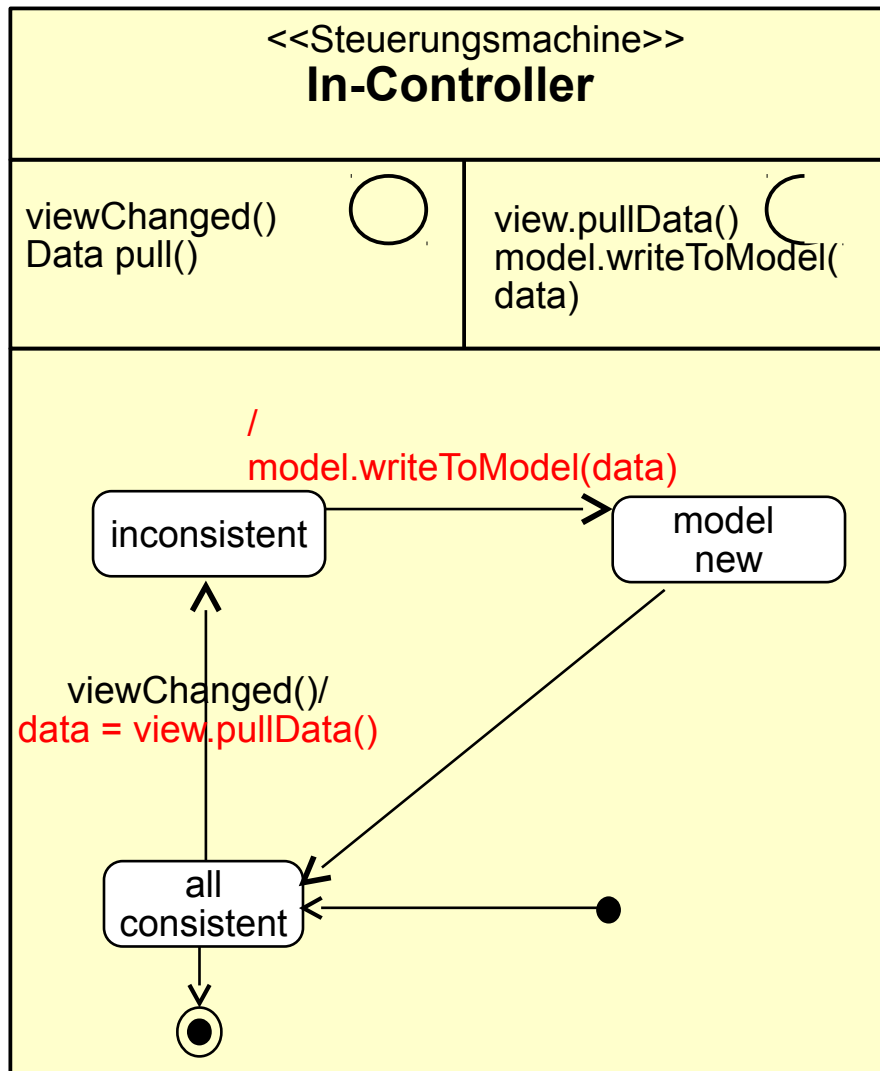 <<Steuerungsmachine>>
In-Controller
viewChanged()
Data pull()
view.pullData()
model.writeToModel(
data)
/
model.writeToModel(data)
inconsistent
model
new
viewChanged()/
data = view.pullData()
all
consistent